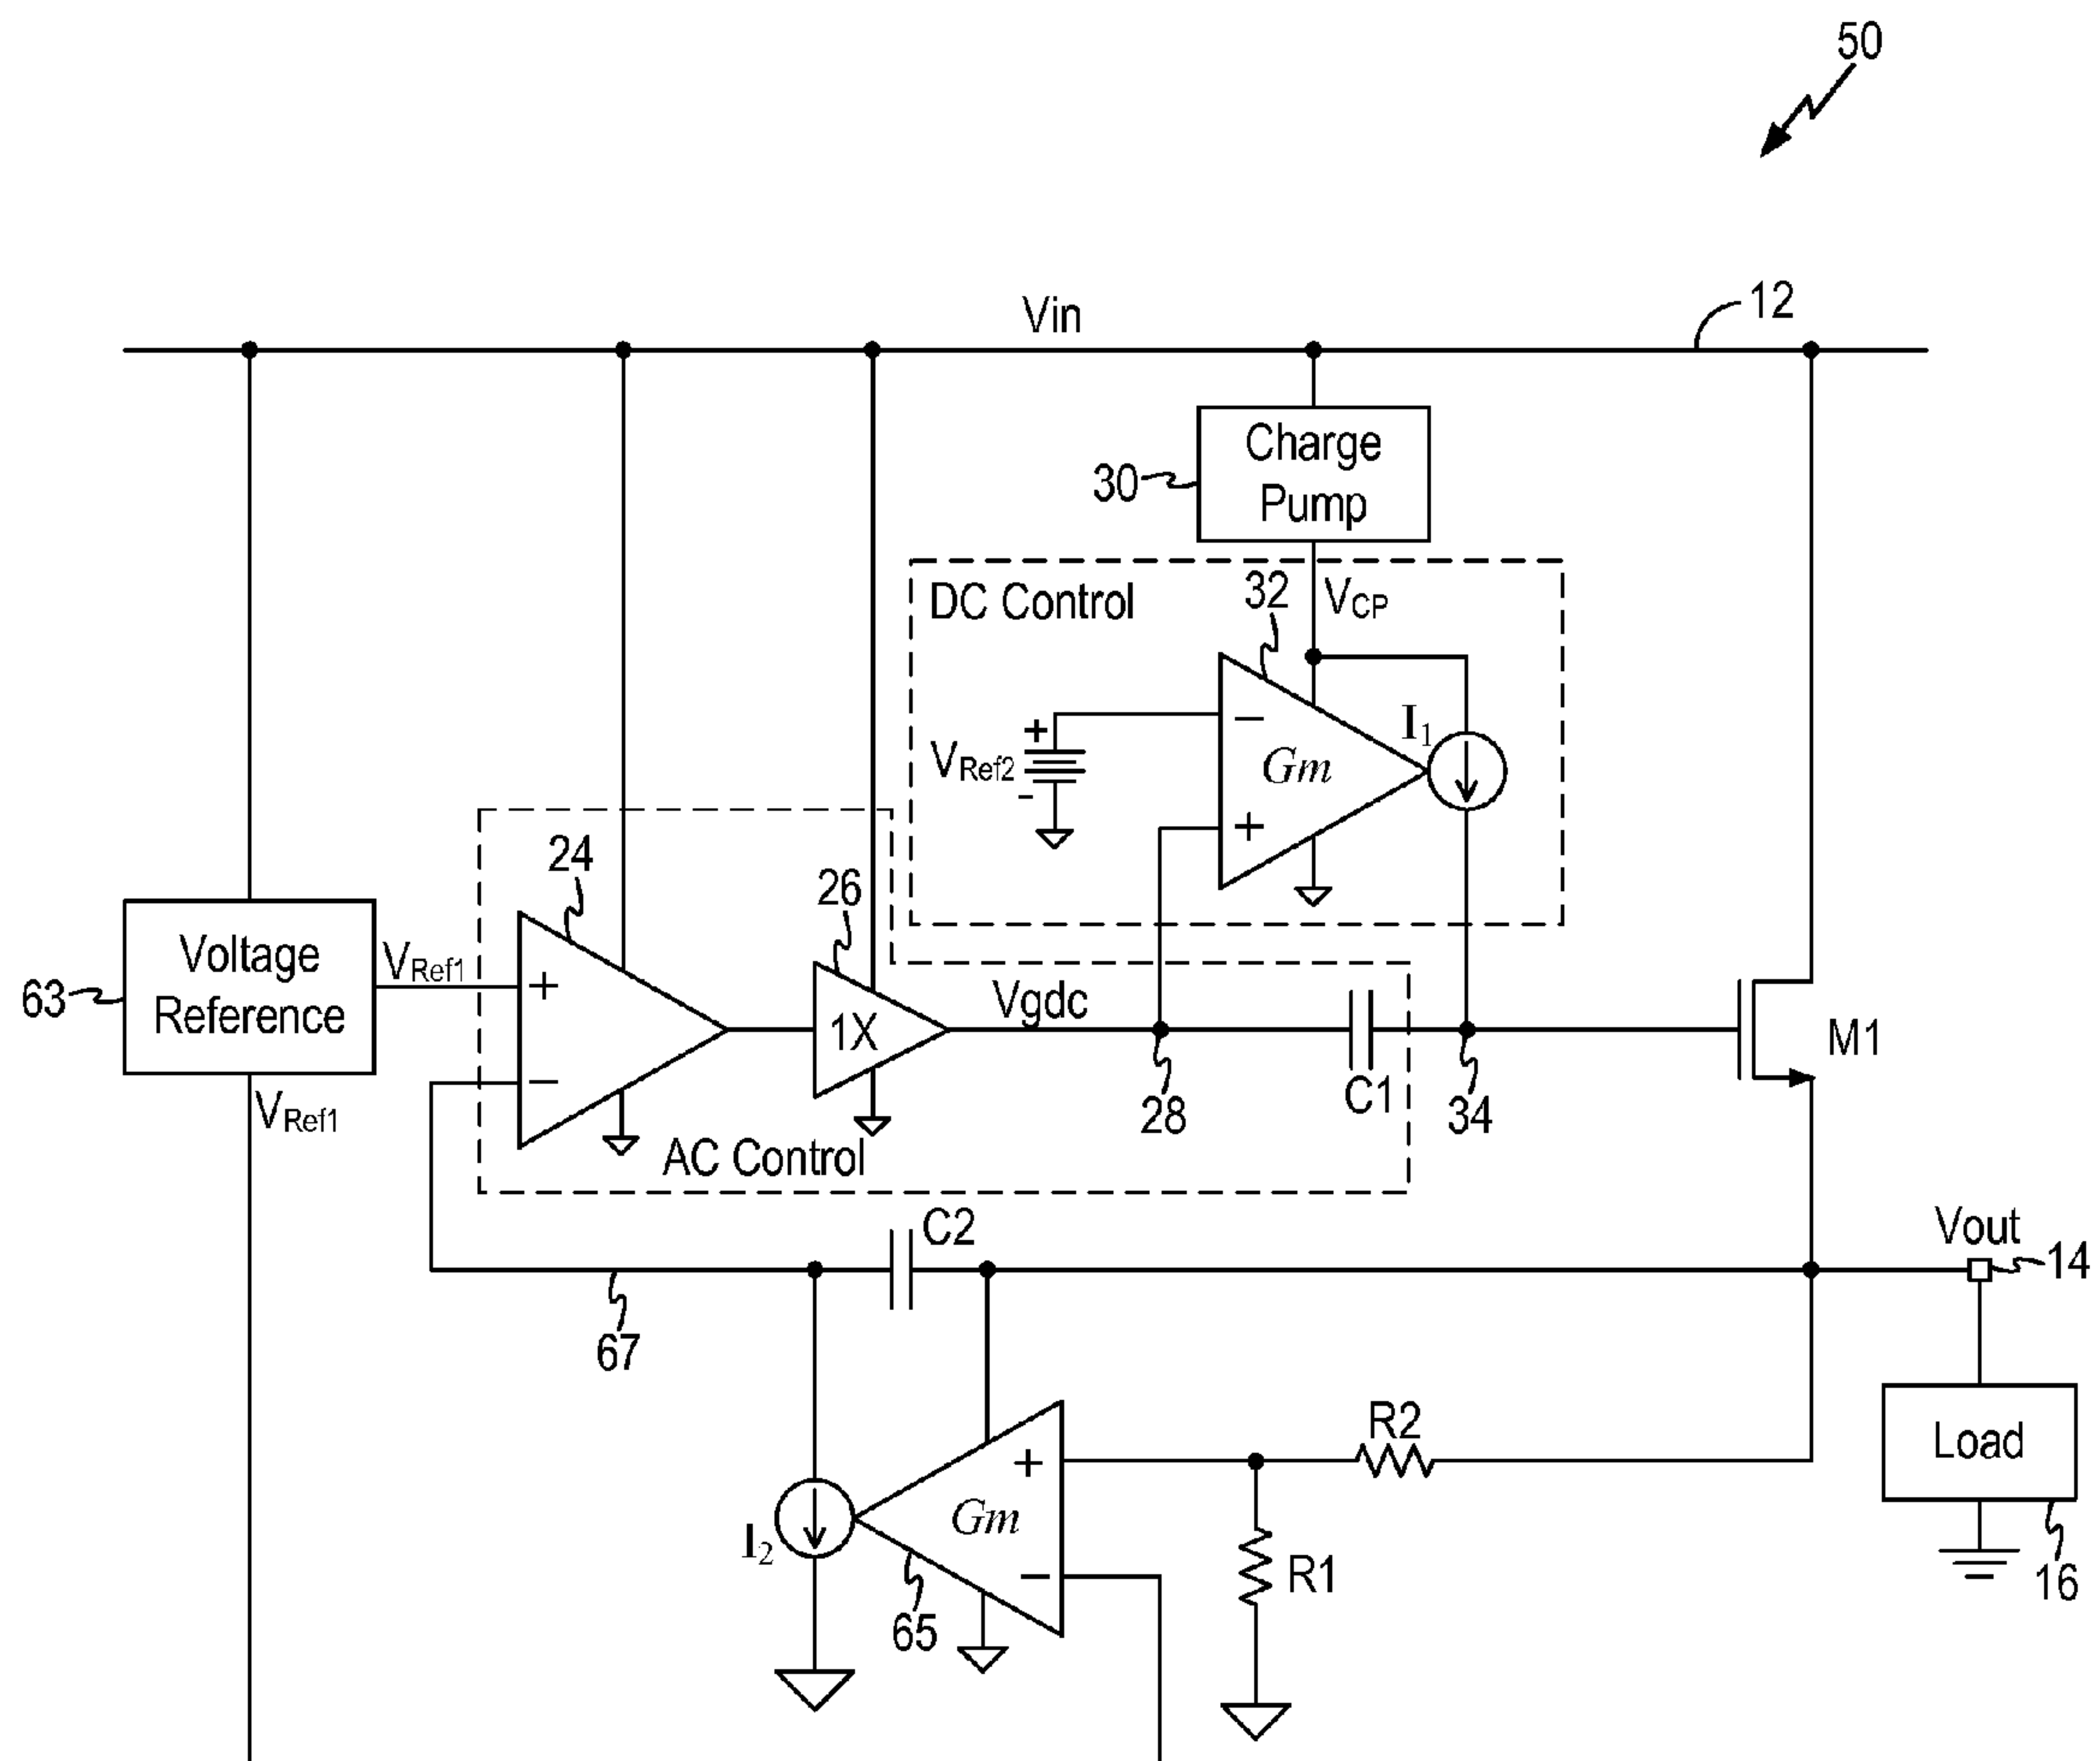 50
Vin
12
Charge
Pump
30
DC Control
32
VCP
I1
VRef2
+
-
−
Gm
+
24
26
Voltage
Reference
63
VRef1
+
−
1X
Vgdc
M1
VRef1
28
C1
34
AC Control
C2
Vout
14
67
R2
Load
+
Gm
−
I2
R1
65
16